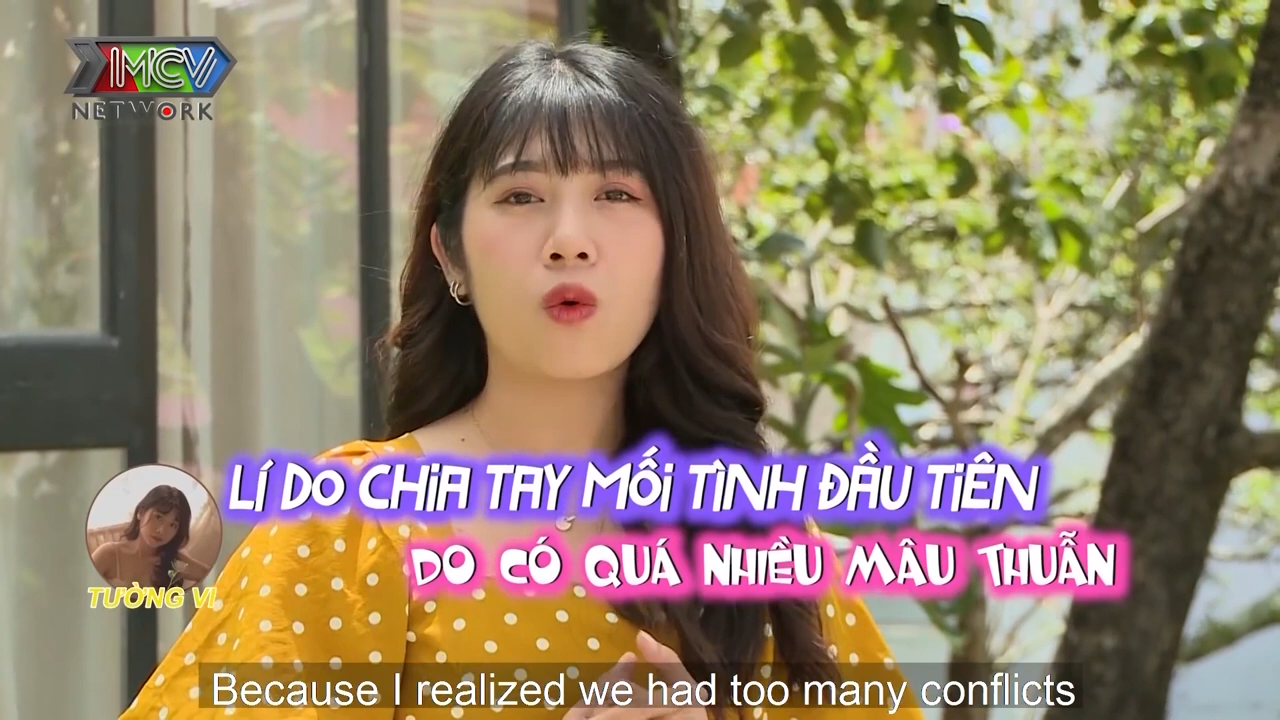 MCV
NETWORK
LÍ DO CHIA TAY MỐI TÌNH ĐẦU TIÊN
DO CÓ QUÁ NHIỀU MÂU THUẪN
TƯỜNG VI
Because I realized we had too many conflicts